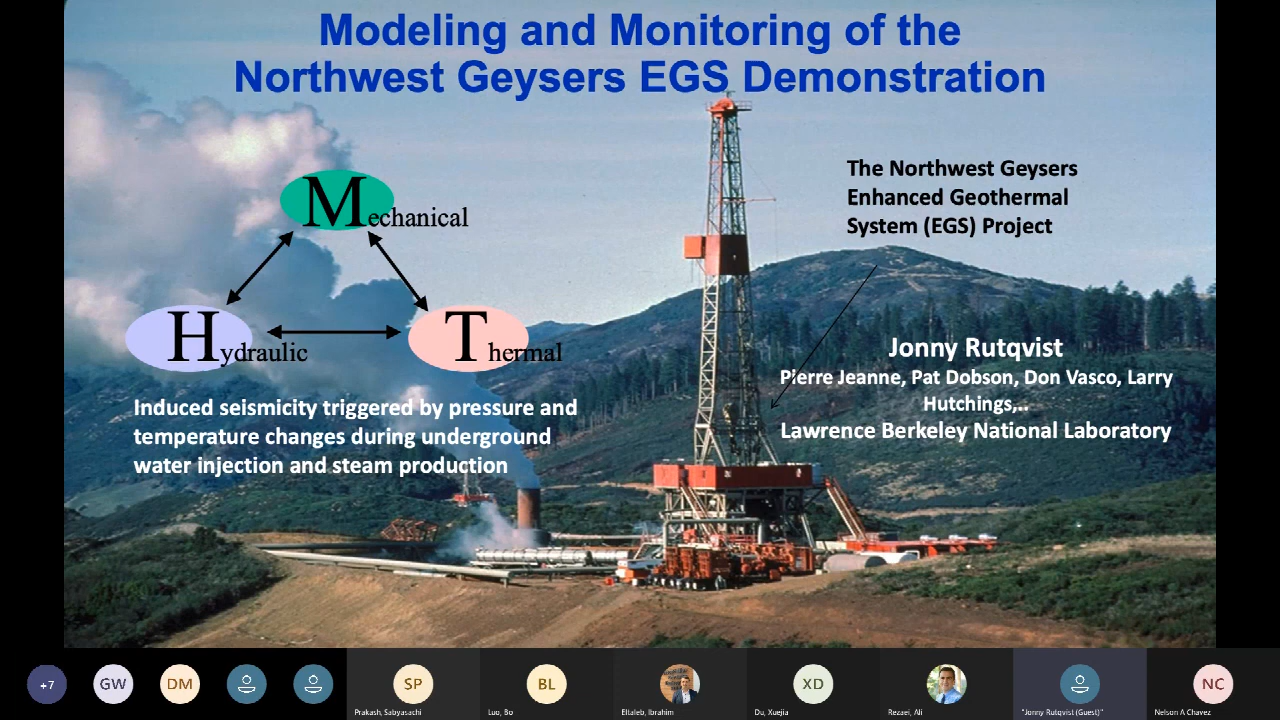 Modeling and Monitoring of the
Northwest Geysers EGS Demonstration
The Northwest Geysers
Enhanced Geothermal
System (EGS) Project
Mechanical
Hydraulic
Thermal
Induced seismicity triggered by pressure and
temperature changes during underground
water injection and steam production
Jonny Rutqvist
Pierre Jeanne, Pat Dobson, Don Vasco, Larry
Hutchings,..
Lawrence Berkeley National Laboratory
+7
GW
DM
SP
BL
XD
NC
Prakash, Sabyasachi
Luo, Bo
Eltaleb, Ibrahim
Du, Xuejia
Rezaei, Ali
"Jonny Rutqvist (Guest)"
Nelson A Chavez